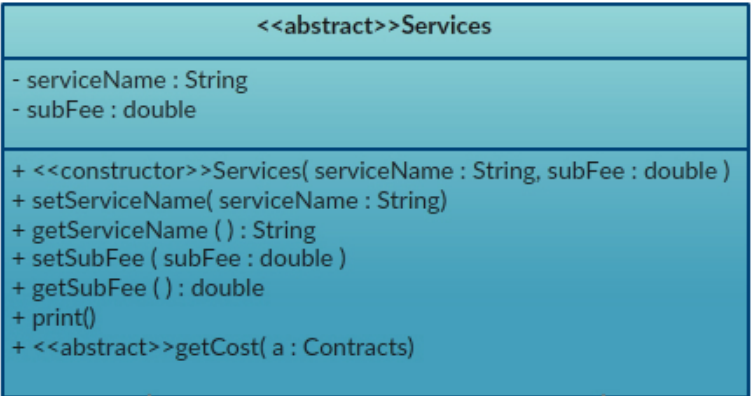 <<abstract>>Services
- serviceName : String
- subFee : double
+ <<constructor>>Services( serviceName : String, subFee : double )
+ setServiceName( serviceName : String)
+ getServiceName ( ) : String
+ setSubFee ( subFee : double )
+ getSubFee ( ) : double
+ print()
+ <<abstract>>getCost( a : Contracts)